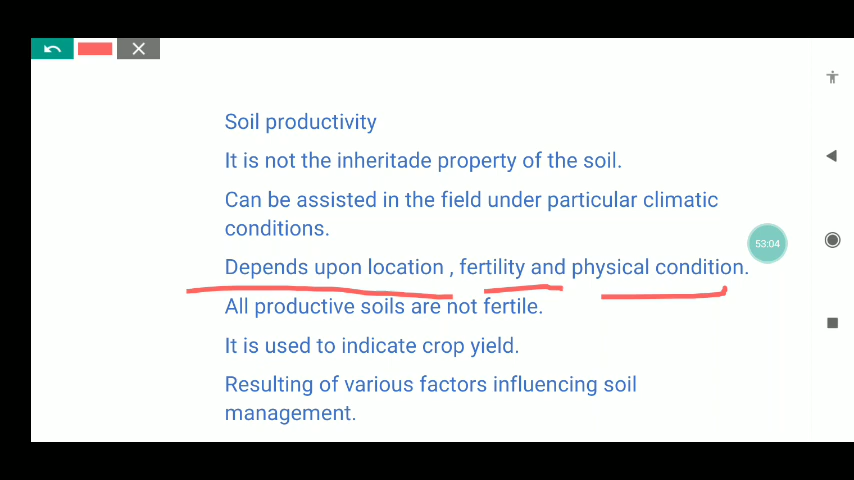 Soil productivity
It is not the inheritade property of the soil.
Can be assisted in the field under particular climatic
conditions.
53:04
Depends upon location , fertility and physical condition.
All productive soils are not fertile.
It is used to indicate crop yield.
Resulting of various factors influencing soil
management.